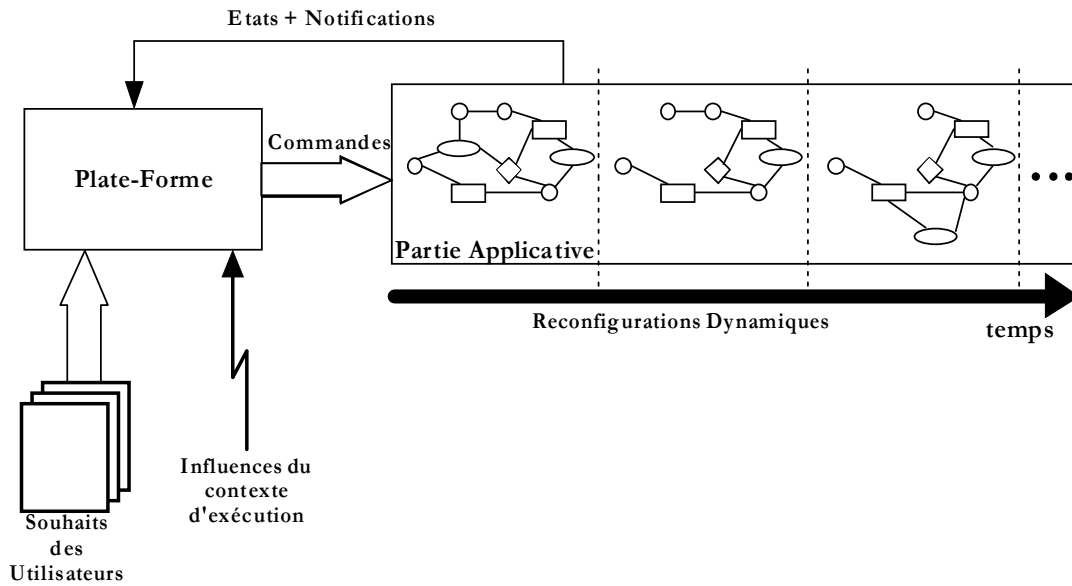 Etats + Notifications
Commandes
Plate-Forme
Partie Applicative
Reconfigurations Dynamiques
temps
Influences du
contexte
d'exécution
Souhaits
des
Utilisateurs